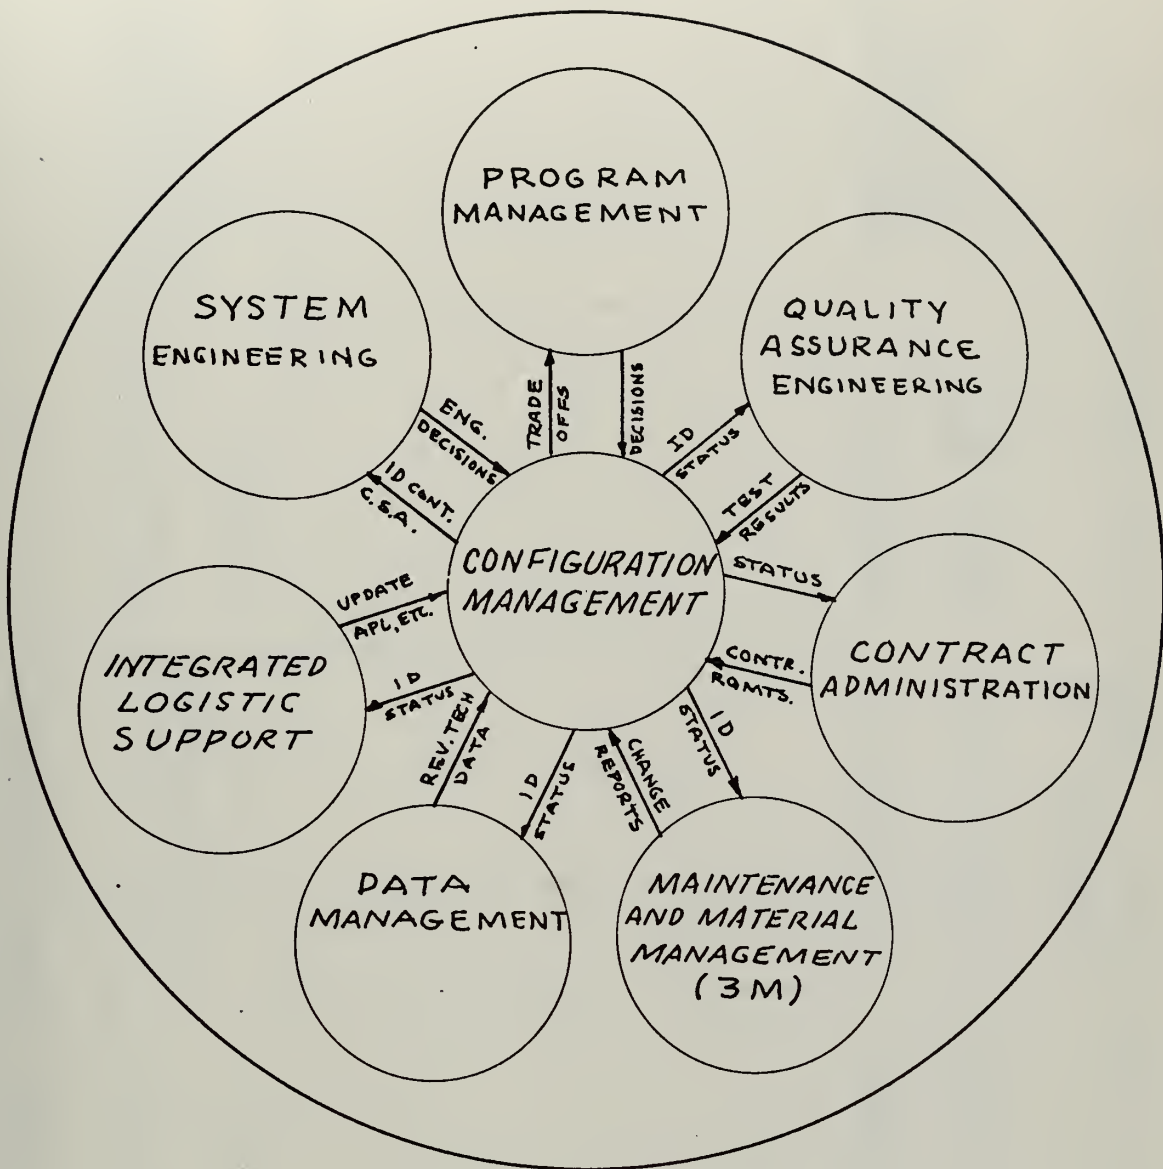 PROGRAM
MANAGEMENT
SYSTEM
ENGINEERING
QUALITY
ASSURANCE
ENGINEERING
ENG.
DECISIONS
ID CONT.
C.S.A.
TRADE
OFFS
DECISIONS
ID
STATUS
TEST
RESULTS
CONFIGURATION
MANAGEMENT
STATUS
CONTR.
RQMTS.
CONTRACT
ADMINISTRATION
UPDATE
APL, ETC.
ID
STATUS
INTEGRATED
LOGISTIC
SUPPORT
REV. TECH
DATA
ID
STATUS
CHANGE
REPORTS
ID
STATUS
DATA
MANAGEMENT
MAINTENANCE
AND MATERIAL
MANAGEMENT
(3M)